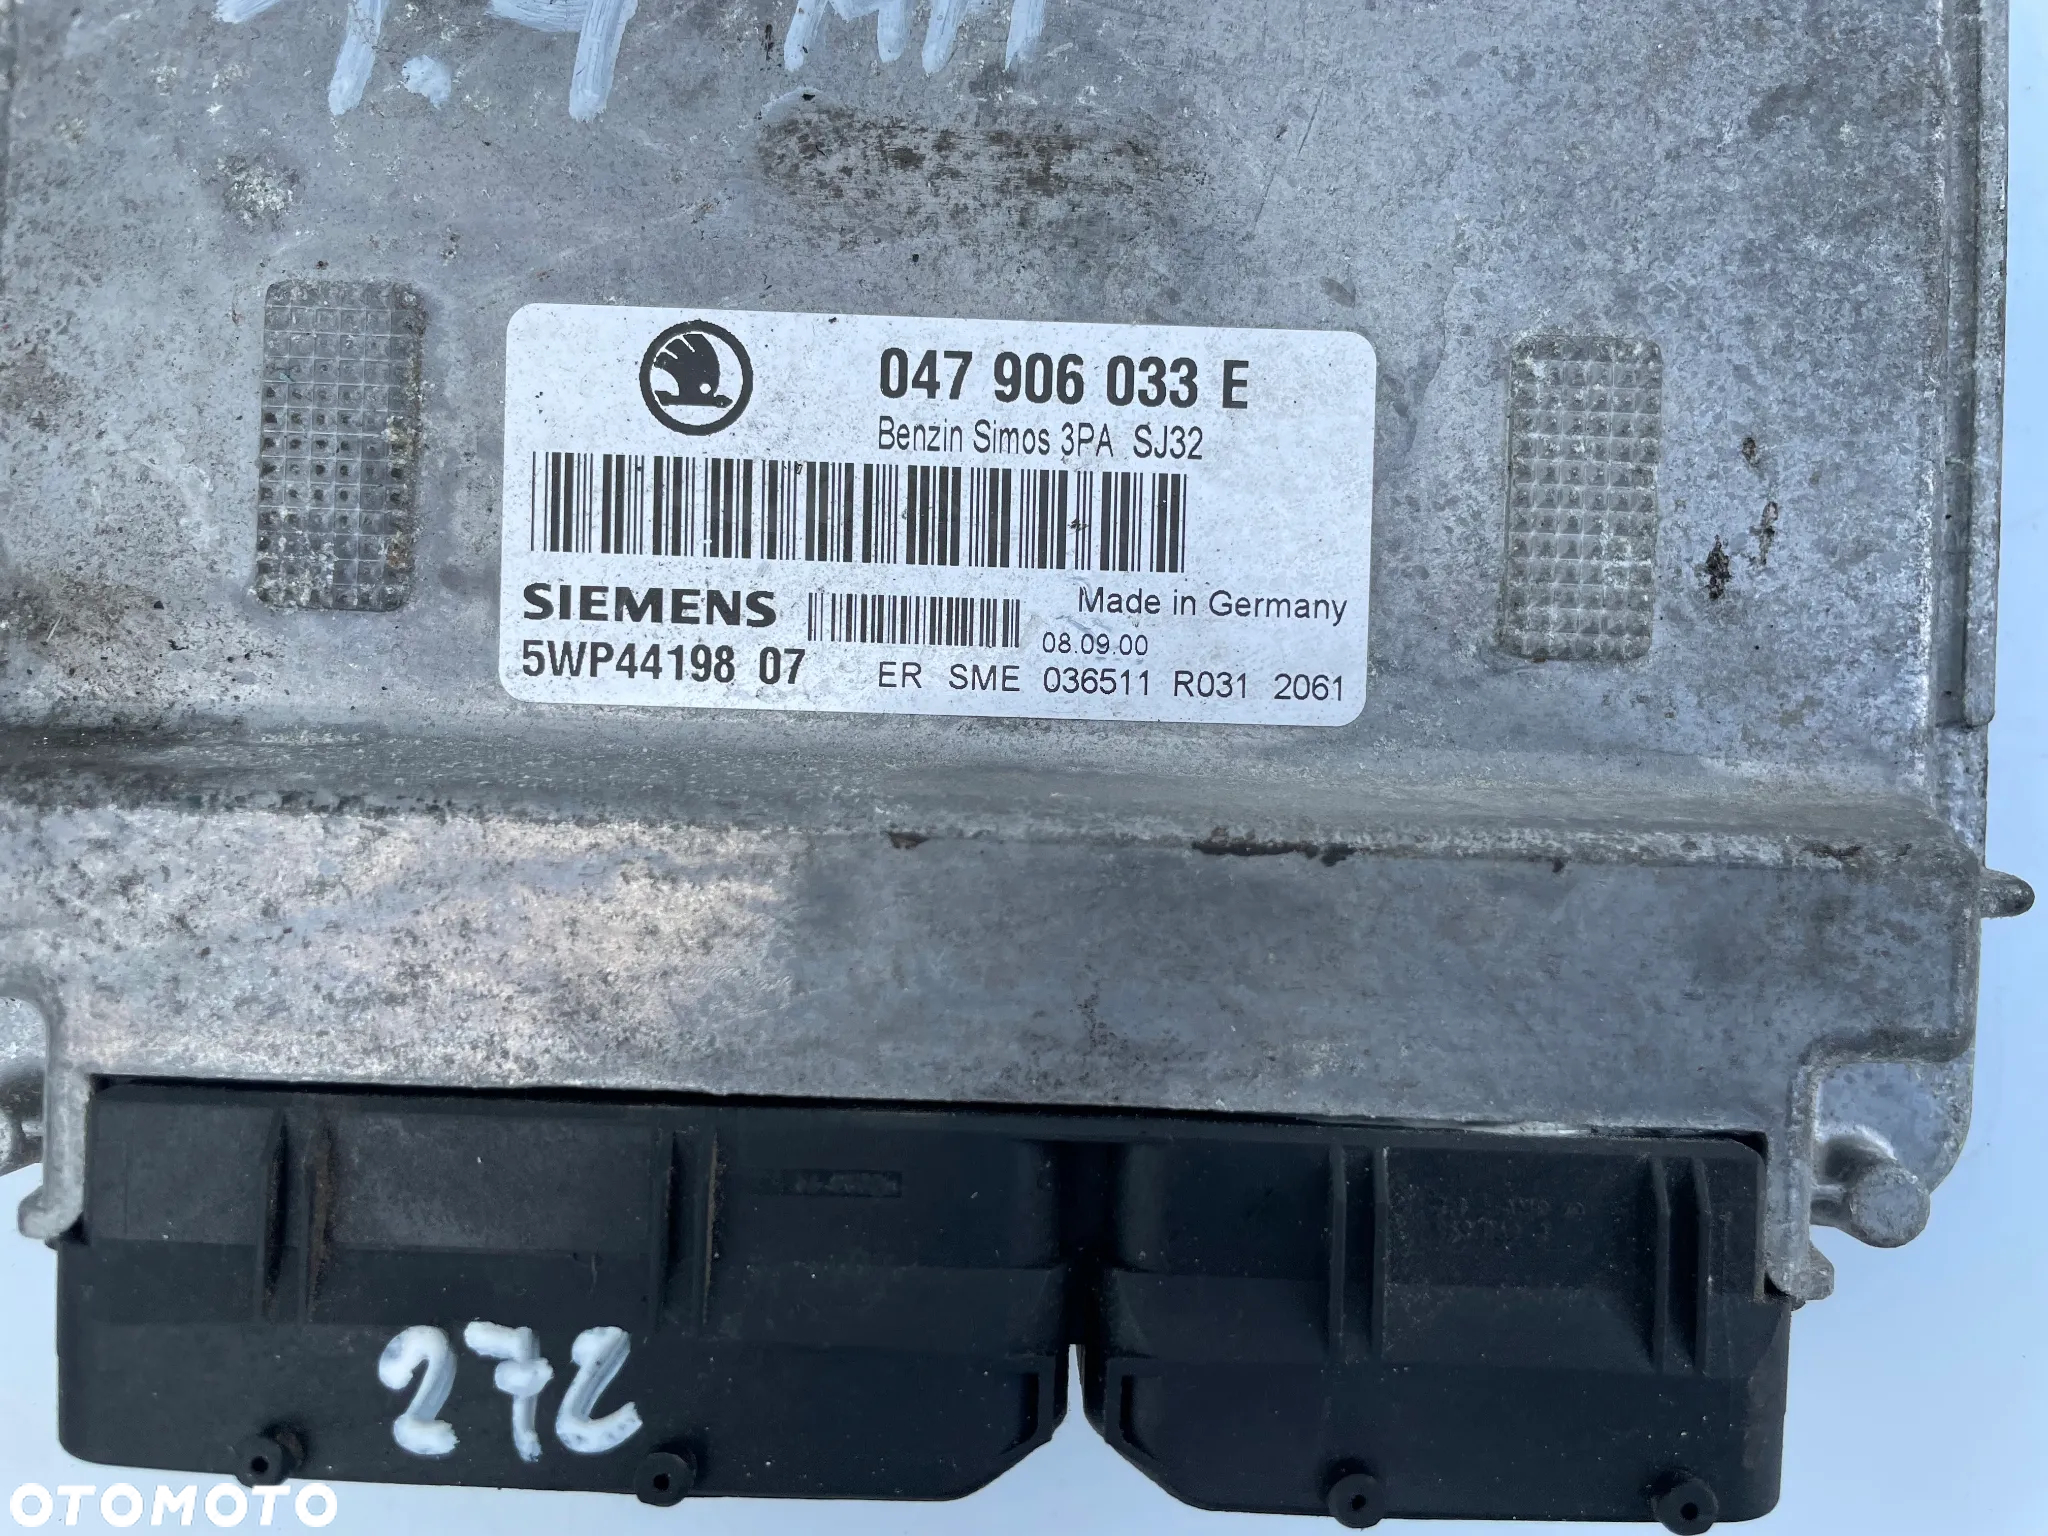 047 906 033 E
Benzin Simos 3PA SJ32
SIEMENS
Made in Germany
08.09.00
5WP44198 07
ER SME 036511 R031 2061
272
OTOMOTO